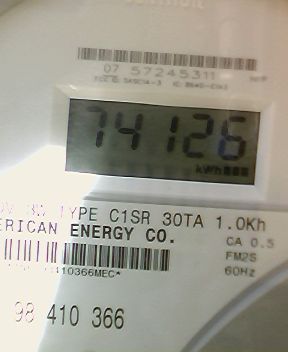 07 57245311
74126
kWh
TYPE C1SR 30TA 1.0Kh
ERICAN ENERGY CO.
CA 0.5
FM2S
60Hz
410366MEC*
98 410 366